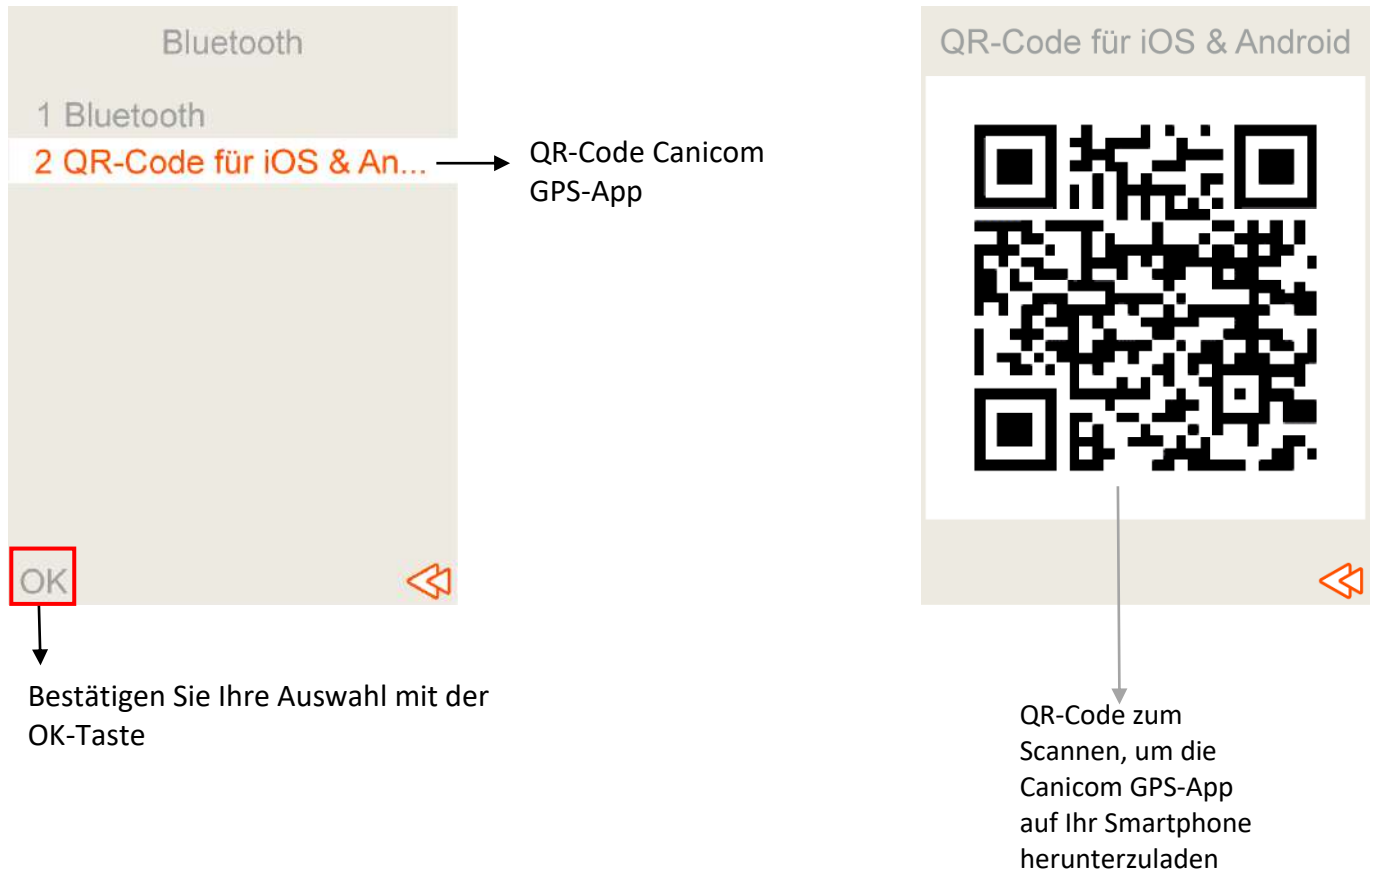 Bluetooth
1 Bluetooth
2 QR-Code für iOS & An...
QR-Code Canicom
GPS-App
OK
Bestätigen Sie Ihre Auswahl mit der
OK-Taste
QR-Code für iOS & Android
QR-Code zum
Scannen, um die
Canicom GPS-App
auf Ihr Smartphone
herunterzuladen